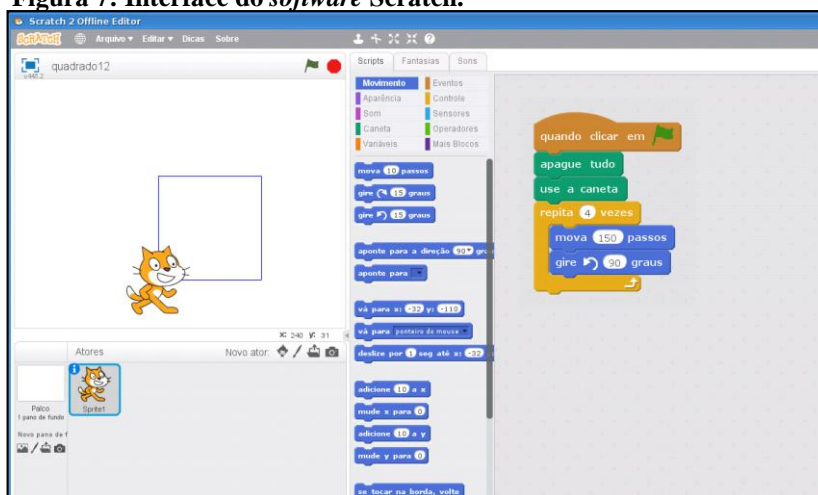 Figura 7: Interface do software Scratch.
Scratch 2 Offline Editor
SCRATCH Arquivo Editar Dicas Sobre
quadrado12
v448.2
Scripts Fantasias Sons
Movimento Eventos
Aparência Controle
Som Sensores
Caneta Operadores
Variáveis Mais Blocos
mova 10 passos
gire 15 graus
gire 15 graus
aponte para a direção 90
aponte para
vá para x: -32 y: -110
vá para ponteiro do mouse
deslize por 1 seg até x: -32
adicione 10 a x
mude x para 0
adicione 10 a y
mude y para 0
se tocar na borda, volte
quando clicar em
apague tudo
use a caneta
repita 4 vezes
mova 150 passos
gire 90 graus
X: 240 Y: 31
Atores Novo ator:
Palco
1 pano de fundo
Sprite1
Novo pano de f